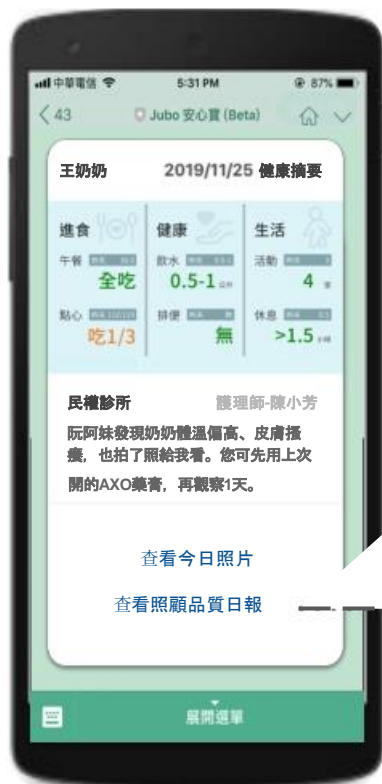 中華電信 5:31 PM 87%
43 Jubo 安心賞 (Beta)
王奶奶 2019/11/25 健康摘要
進食 健康 生活
午餐 飲水 活動
全吃 0.5-1 4
點心 排便 休息
吃1/3 無 >1.5
民權診所 護理師-陳小芳
阮阿妹發現奶奶體溫偏高、皮膚搔
癢，也拍了照給我看。您可先用上次
開的AXO藥膏，再觀察1天。
查看今日照片
查看照顧品質日報
展開選單